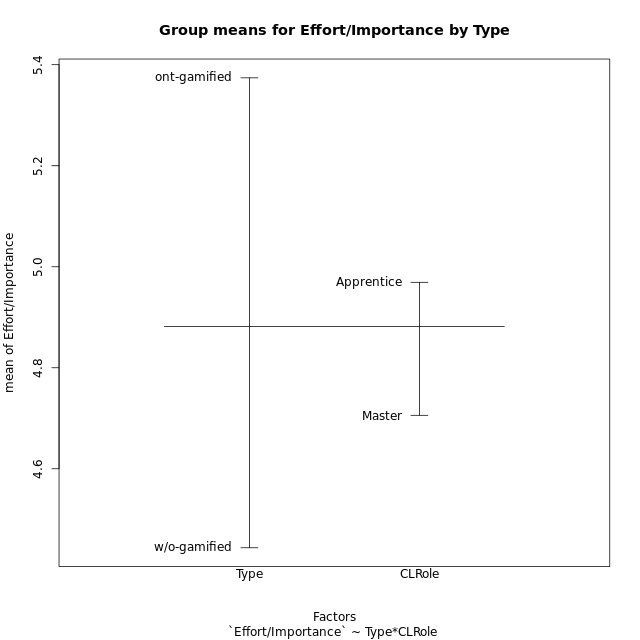 Group means for Effort/Importance by Type
mean of Effort/Importance
5.4
5.2
5.0
4.8
4.6
ont-gamified
Apprentice
Master
w/o-gamified
Type
CLRole
Factors
`Effort/Importance` ~ Type*CLRole